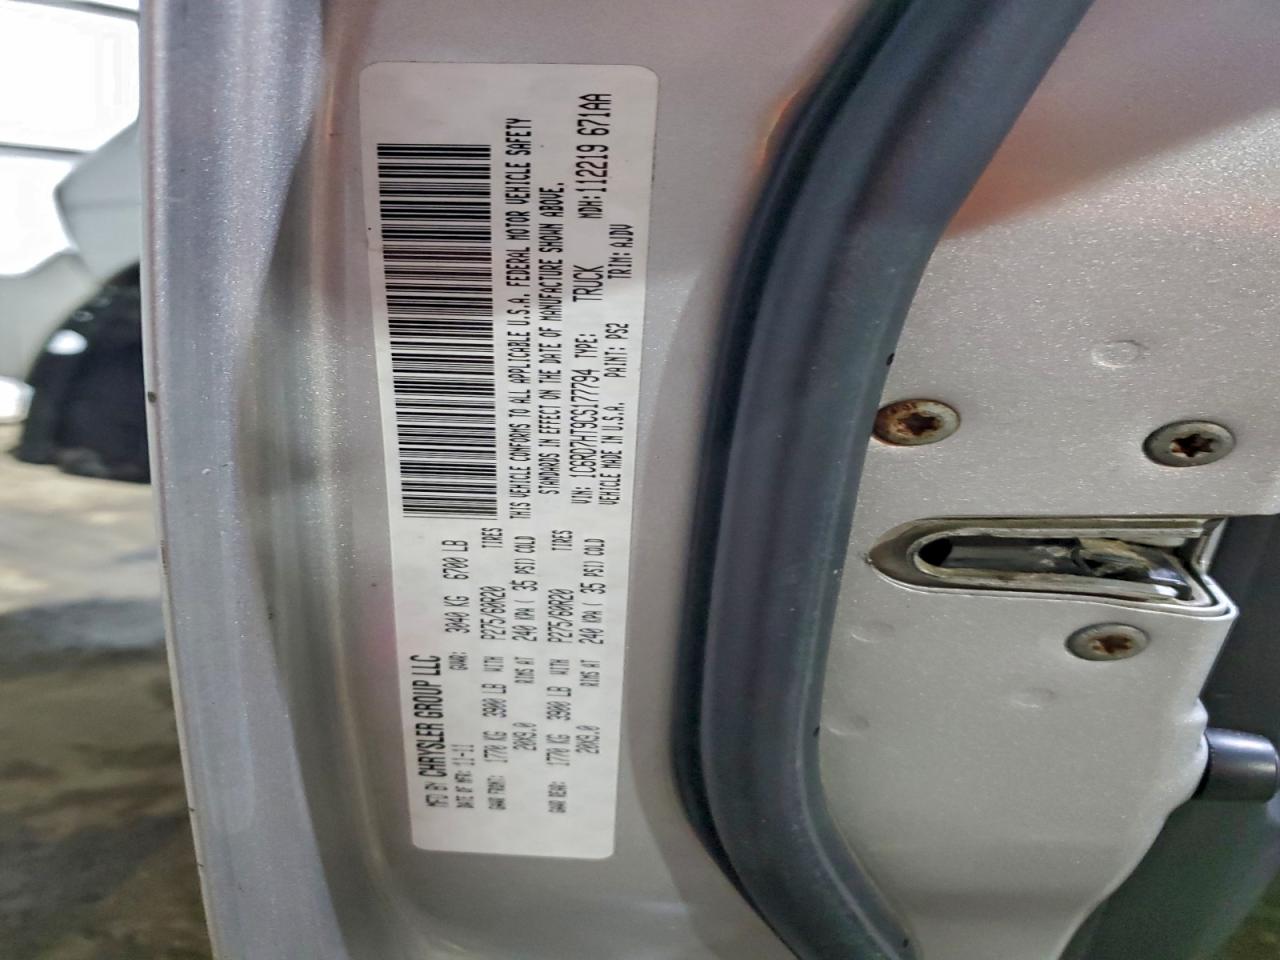 MFD BY CHRYSLER GROUP LLC
DATE OF MFR: 11-11 GVWR: 3040 KG 6700 LB
GAWR FRONT: 1770 KG 3900 LB WITH P275/60R20 TIRES
20X9.0 RIMS AT 240 KPA ( 35 PSI) COLD
GAWR REAR: 1770 KG 3900 LB WITH P275/60R20 TIRES
20X9.0 RIMS AT 240 KPA ( 35 PSI) COLD
THIS VEHICLE CONFORMS TO ALL APPLICABLE U.S.A. FEDERAL MOTOR VEHICLE SAFETY
STANDARDS IN EFFECT ON THE DATE OF MANUFACTURE SHOWN ABOVE.
VIN: 1C6RD7HT9CS177794 TYPE: TRUCK MDH:112219 671AA
VEHICLE MADE IN U.S.A. PAINT: PS2 TRIM: AJDV